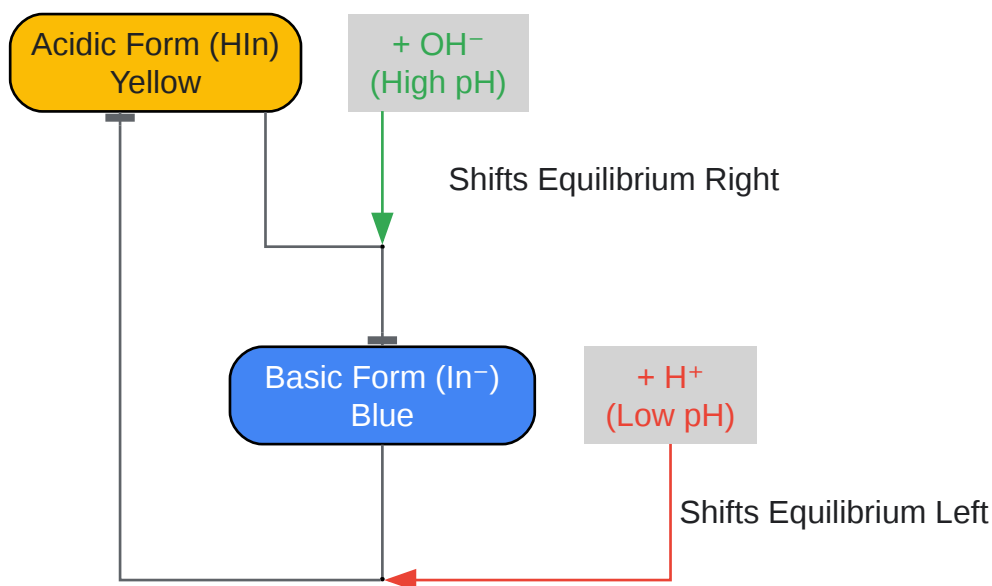 Acidic Form (HIn)
Yellow
+ OH⁻
(High pH)
Shifts Equilibrium Right
Basic Form (In⁻)
Blue
+ H⁺
(Low pH)
Shifts Equilibrium Left